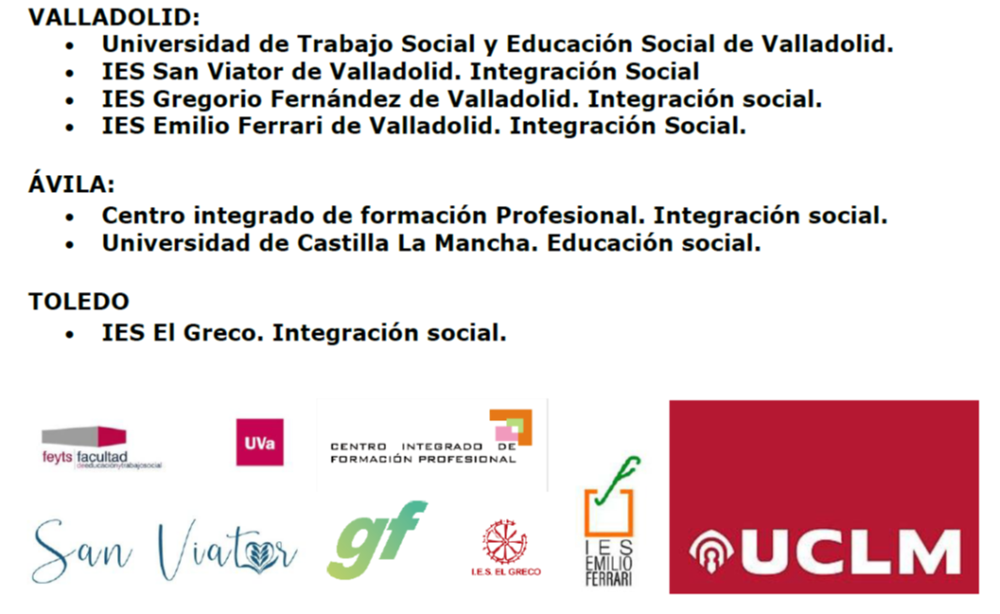 VALLADOLID:
• Universidad de Trabajo Social y Educación Social de Valladolid.
• IES San Viator de Valladolid. Integración Social
• IES Gregorio Fernández de Valladolid. Integración social.
• IES Emilio Ferrari de Valladolid. Integración Social.
ÁVILA:
• Centro integrado de formación Profesional. Integración social.
• Universidad de Castilla La Mancha. Educación social.
TOLEDO
• IES El Greco. Integración social.
feyts facultad
deeducaciónytrabajosocial
UVa
CENTRO INTEGRADO DE
FORMACIÓN PROFESIONAL
San Viator
gf
I.E.S. EL GRECO
f
IES
EMILIO
FERRARI
UCLM